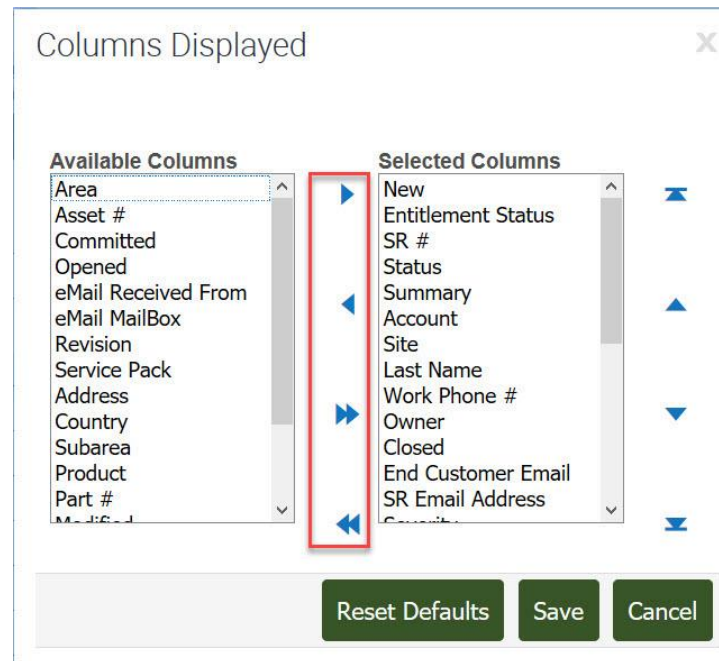 Columns Displayed
X
Available Columns
Area
Asset #
Committed
Opened
eMail Received From
eMail MailBox
Revision
Service Pack
Address
Country
Subarea
Product
Part #
Modified
Selected Columns
New
Entitlement Status
SR #
Status
Summary
Account
Site
Last Name
Work Phone #
Owner
Closed
End Customer Email
SR Email Address
Severity
Reset Defaults Save Cancel